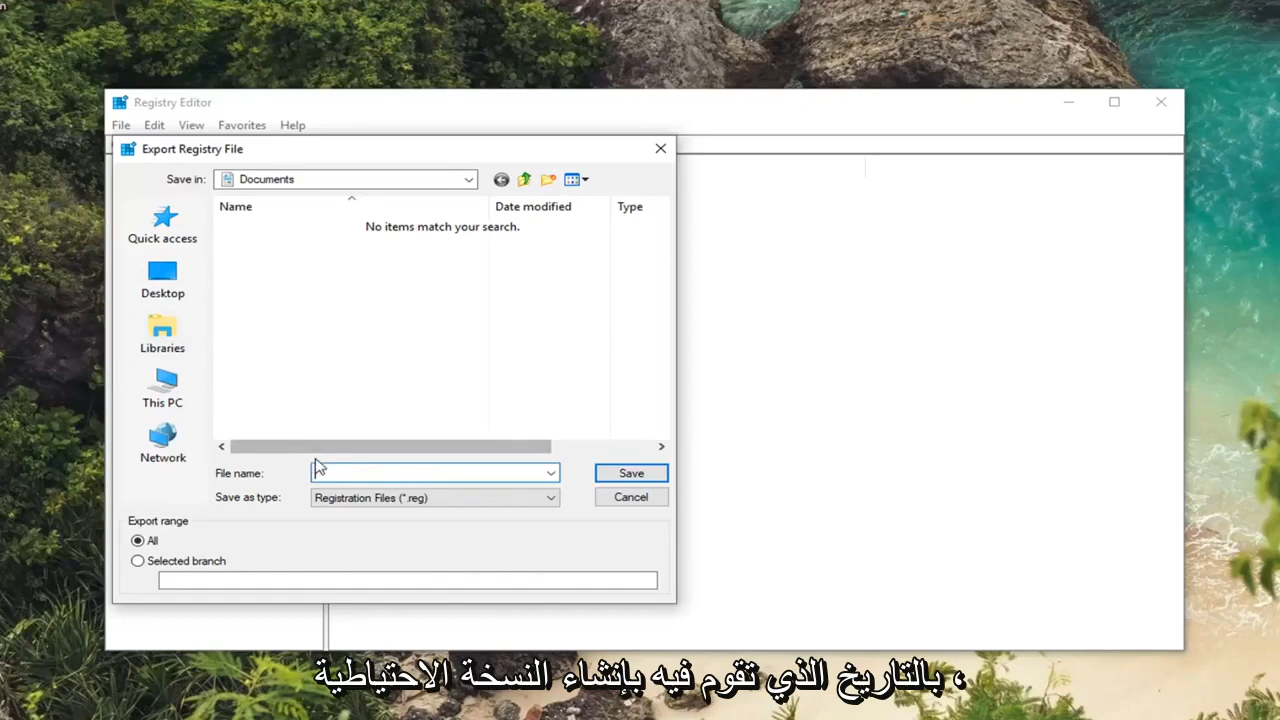 n
Registry Editor
File Edit View Favorites Help
Export Registry File
Save in: Documents
Name Date modified Type
No items match your search.
Quick access
Desktop
Libraries
This PC
Network
File name: Save
Save as type: Registration Files (*.reg) Cancel
Export range
All
Selected branch
، بالتاريخ الذي تقوم فيه بإنشاء النسخة الاحتياطية